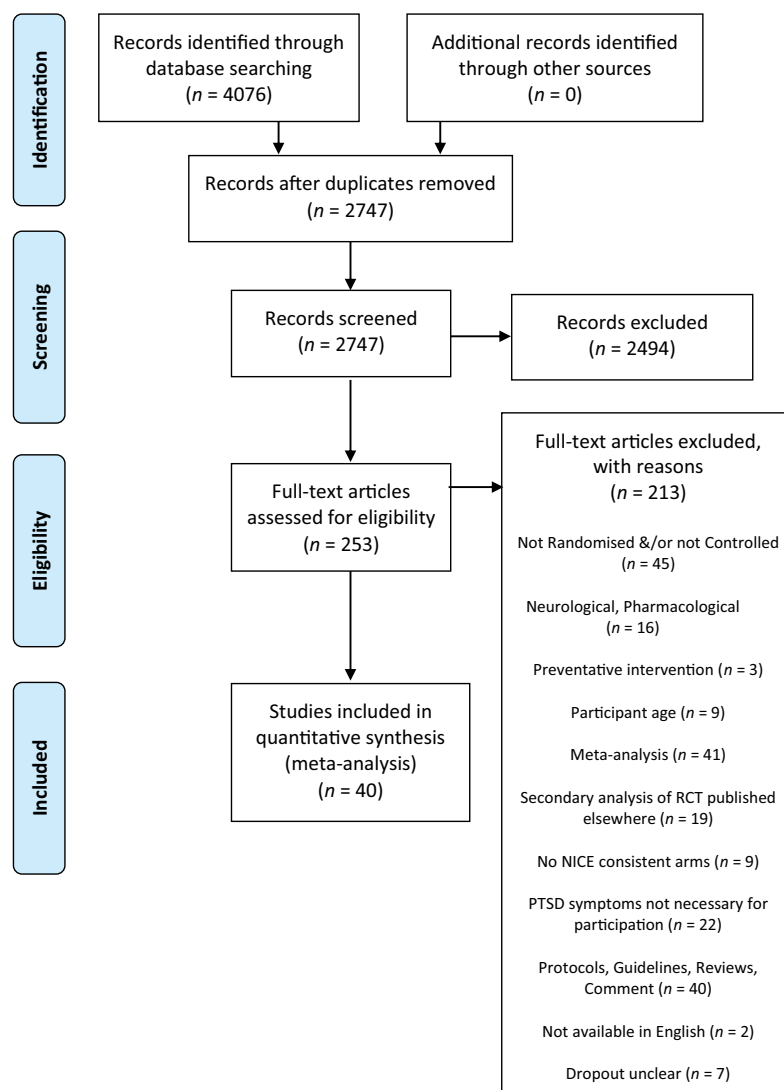 Identification
Records identified through
database searching
(n = 4076)
Additional records identified
through other sources
(n = 0)
Records after duplicates removed
(n = 2747)
Screening
Records screened
(n = 2747)
Records excluded
(n = 2494)
Eligibility
Full-text articles
assessed for eligibility
(n = 253)
Full-text articles excluded,
with reasons
(n = 213)
Not Randomised &/or not Controlled
(n = 45)
Neurological, Pharmacological
(n = 16)
Preventative intervention (n = 3)
Participant age (n = 9)
Meta-analysis (n = 41)
Secondary analysis of RCT published
elsewhere (n = 19)
No NICE consistent arms (n = 9)
PTSD symptoms not necessary for
participation (n = 22)
Protocols, Guidelines, Reviews,
Comment (n = 40)
Not available in English (n = 2)
Dropout unclear (n = 7)
Included
Studies included in
quantitative synthesis
(meta-analysis)
(n = 40)